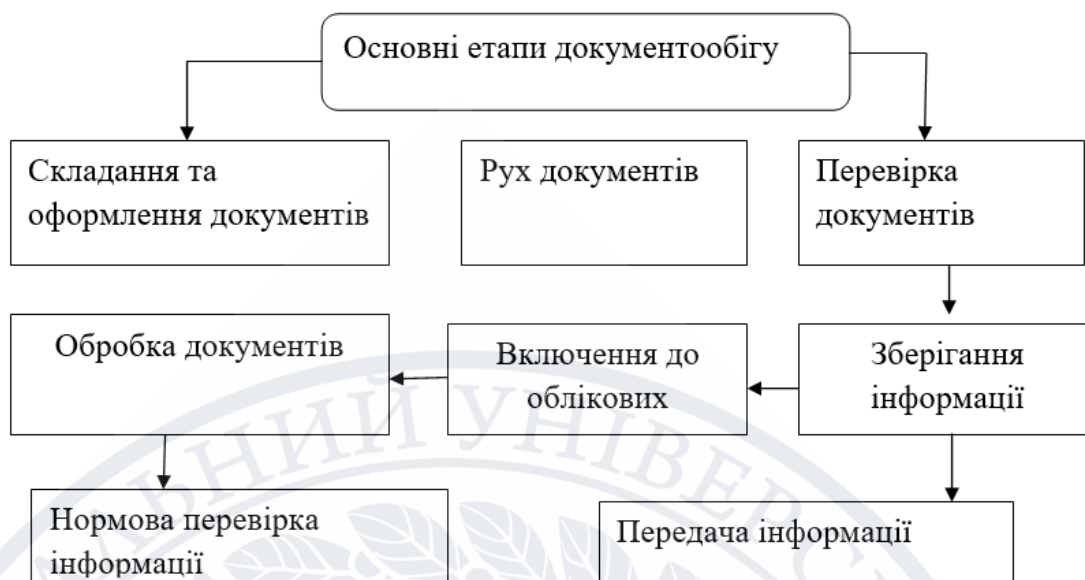 Основні етапи документообігу
Складання та
оформлення документів
Рух документів
Перевірка
документів
Обробка документів
Включення до
облікових
Зберігання
інформації
Нормова перевірка
інформації
Передача інформації